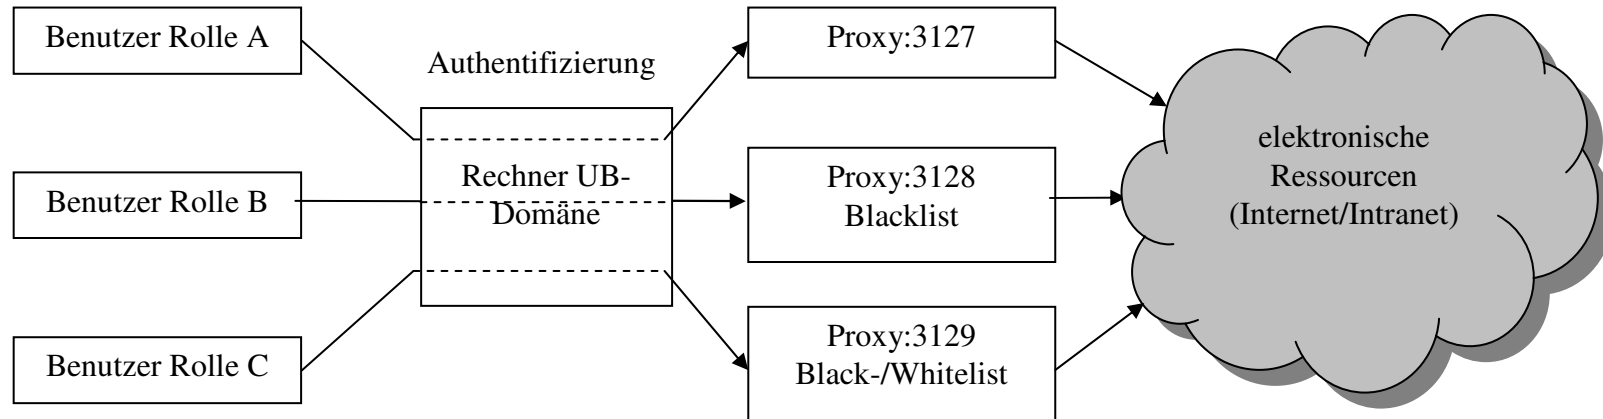 Benutzer Rolle A
Benutzer Rolle B
Benutzer Rolle C
Authentifizierung
Rechner UB-
Domäne
Proxy:3127
Proxy:3128
Blacklist
Proxy:3129
Black-/Whitelist
elektronische
Ressourcen
(Internet/Intranet)